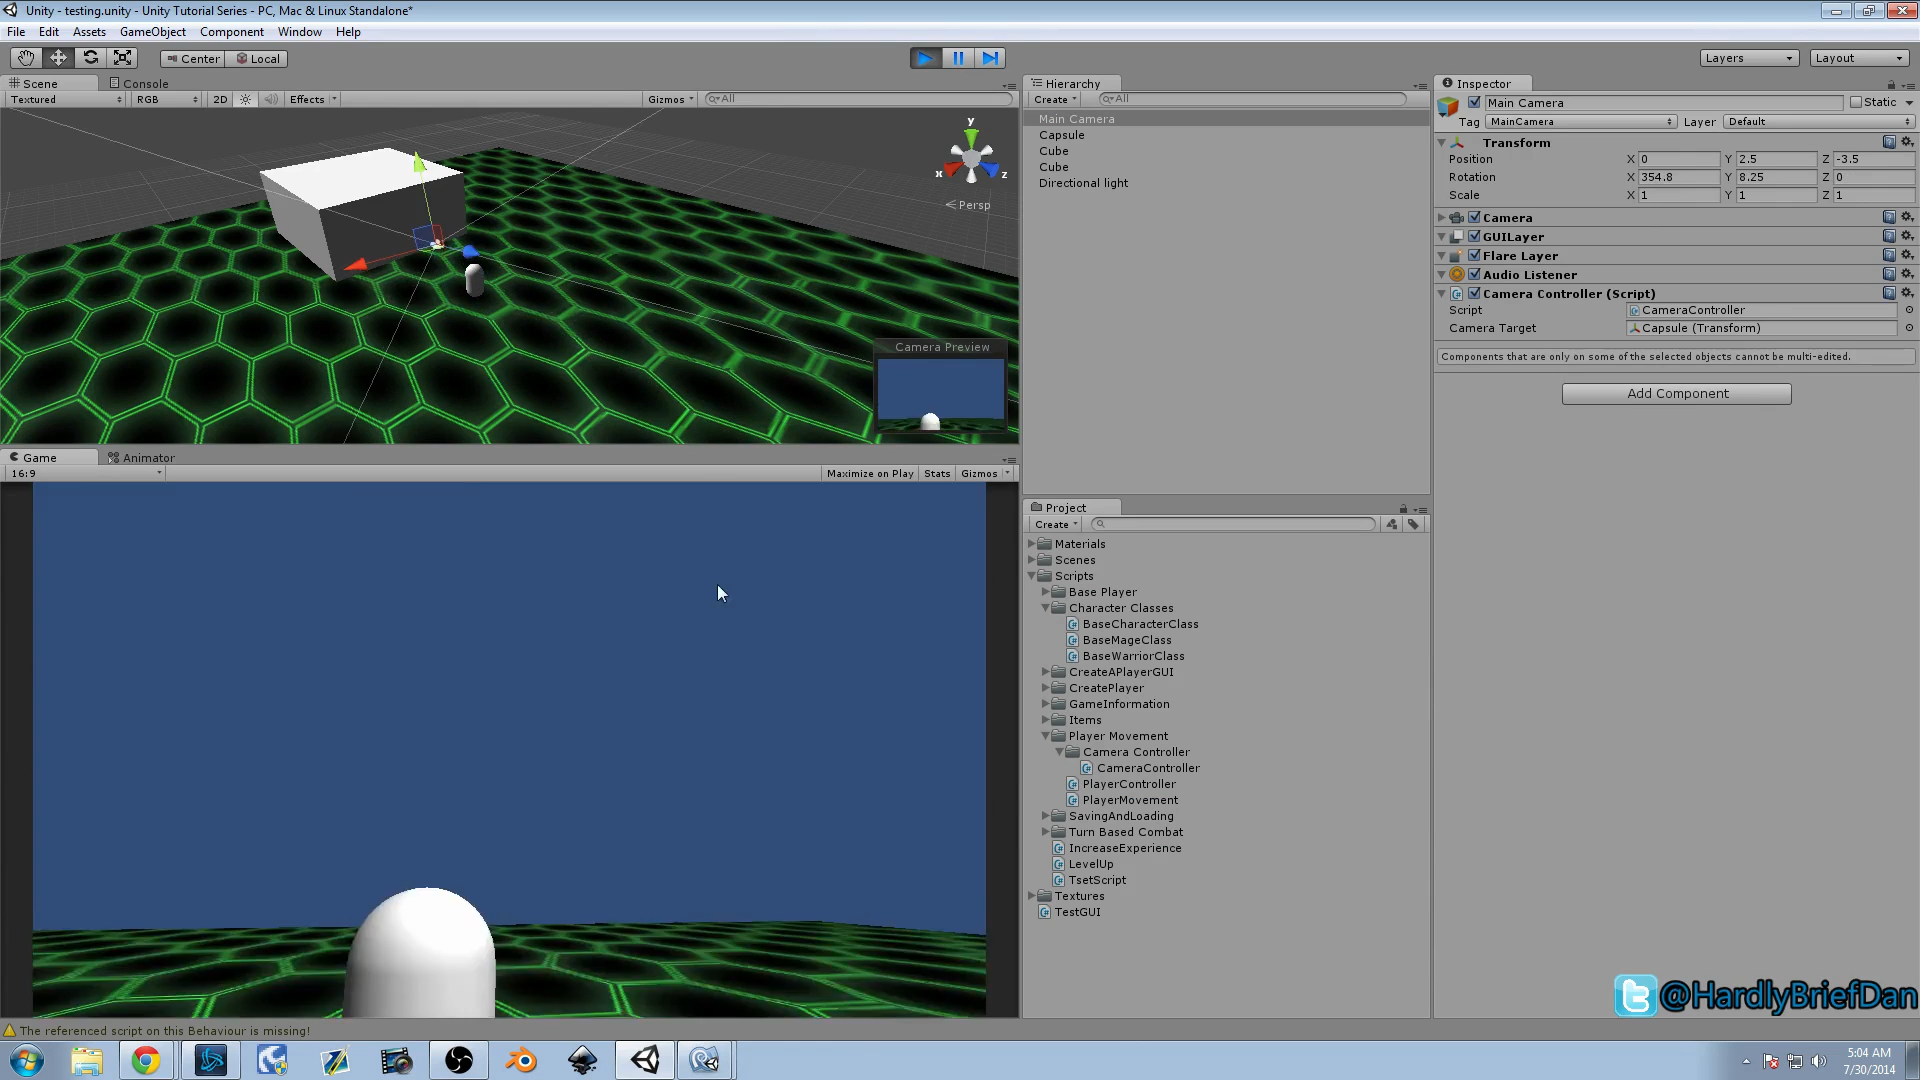 Unity - testing.unity - Unity Tutorial Series - PC, Mac & Linux Standalone*
File Edit Assets GameObject Component Window Help
Center Local
Layers Layout
Scene Console
Textured RGB 2D Effects Gizmos All
y
x
z
Persp
Camera Preview
Game Animator
16:9 Maximize on Play Stats Gizmos
Hierarchy
Create All
Main Camera
Capsule
Cube
Cube
Directional light
Project
Create
Materials
Scenes
Scripts
Base Player
Character Classes
BaseCharacterClass
BaseMageClass
BaseWarriorClass
CreateAPlayerGUI
CreatePlayer
GameInformation
Items
Player Movement
Camera Controller
CameraController
PlayerController
PlayerMovement
SavingAndLoading
Turn Based Combat
IncreaseExperience
LevelUp
TsetScript
Textures
TestGUI
Inspector
Main Camera Static
Tag MainCamera Layer Default
Transform
Position X 0 Y 2.5 Z -3.5
Rotation X 354.8 Y 8.25 Z 0
Scale X 1 Y 1 Z 1
Camera
GUILayer
Flare Layer
Audio Listener
Camera Controller (Script)
Script CameraController
Camera Target Capsule (Transform)
Components that are only on some of the selected objects cannot be multi-edited.
Add Component
@HardlyBriefDan
The referenced script on this Behaviour is missing!
5:04 AM
7/30/2014